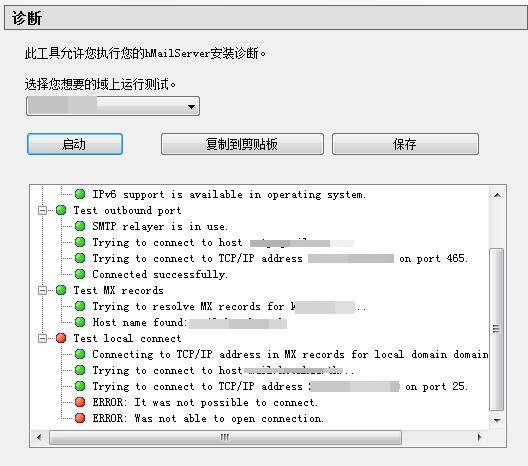 诊断
此工具允许您执行您的hMailServer安装诊断。
选择您想要的域上运行测试。
启动
复制到剪贴板
保存
IPv6 support is available in operating system.
Test outbound port
SMTP relayer is in use.
Trying to connect to host
Trying to connect to TCP/IP address on port 465.
Connected successfully.
Test MX records
Trying to resolve MX records for ..
Host name found:
Test local connect
Connecting to TCP/IP address in MX records for local domain domain
Trying to connect to host ..
Trying to connect to TCP/IP address on port 25.
ERROR: It was not possible to connect.
ERROR: Was not able to open connection.